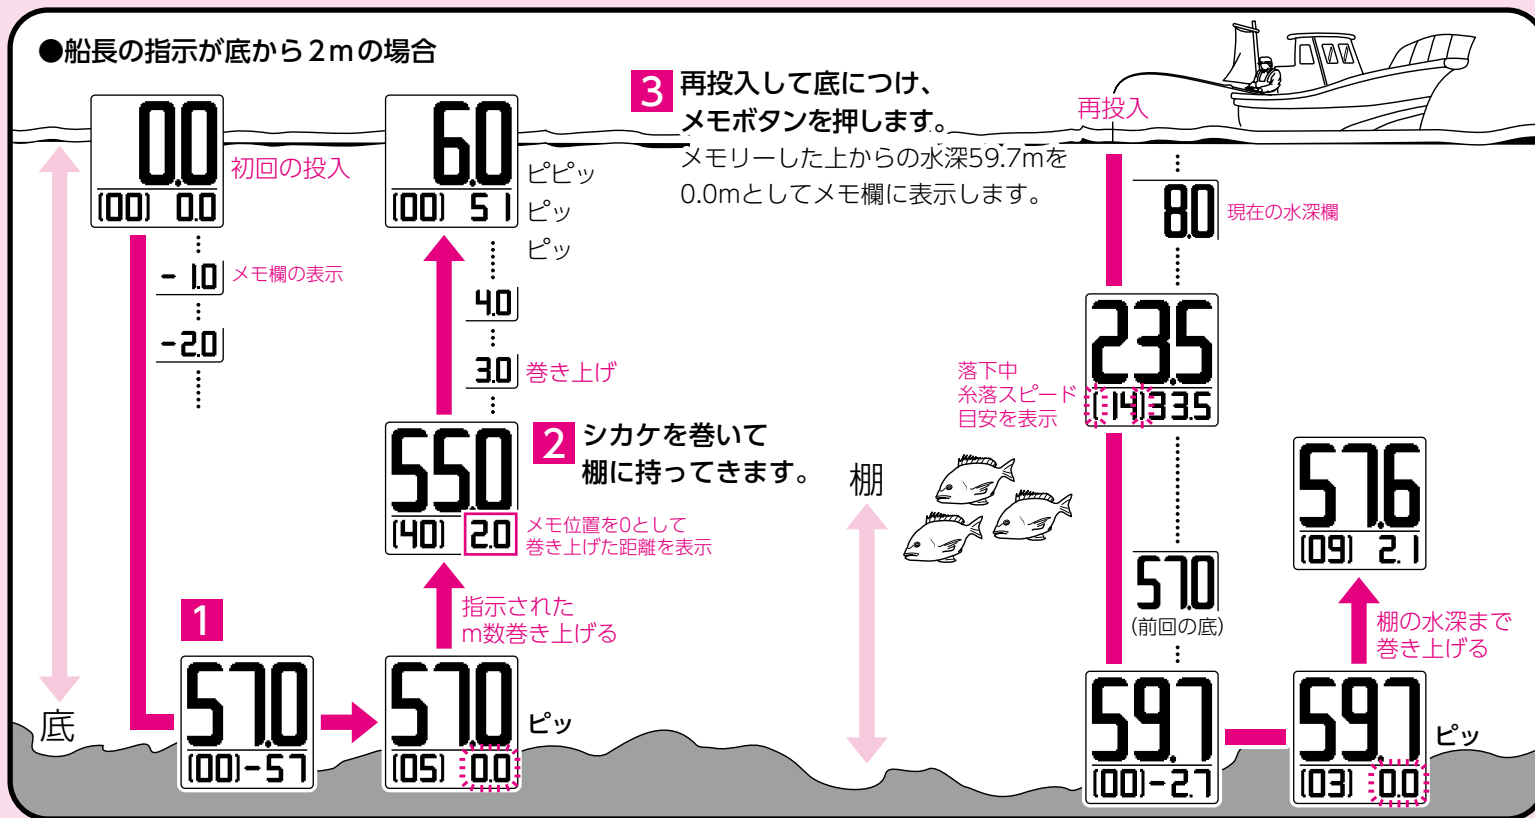 ●船長の指示が底から2mの場合
0.0
(00) 0.0
初回の投入
- 1.0
メモ欄の表示
-2.0
底
1
57.0
(00)-57
57.0
(05) 0.0
ピッ
指示された
m数巻き上げる
2
シカケを巻いて
棚に持ってきます。
55.0
(40) 2.0
メモ位置を0として
巻き上げた距離を表示
3.0
巻き上げ
4.0
6.0
(00) 51
ピピッ
ピッ
ピッ
3
再投入して底につけ、
メモボタンを押します。
メモリーした上からの水深59.7mを
0.0mとしてメモ欄に表示します。
再投入
8.0
現在の水深欄
23.5
(14)33.5
落下中
糸落スピード
目安を表示
棚
57.0
(前回の底)
59.7
(00)-2.7
59.7
(03) 0.0
ピッ
棚の水深まで
巻き上げる
57.6
(09) 2.1